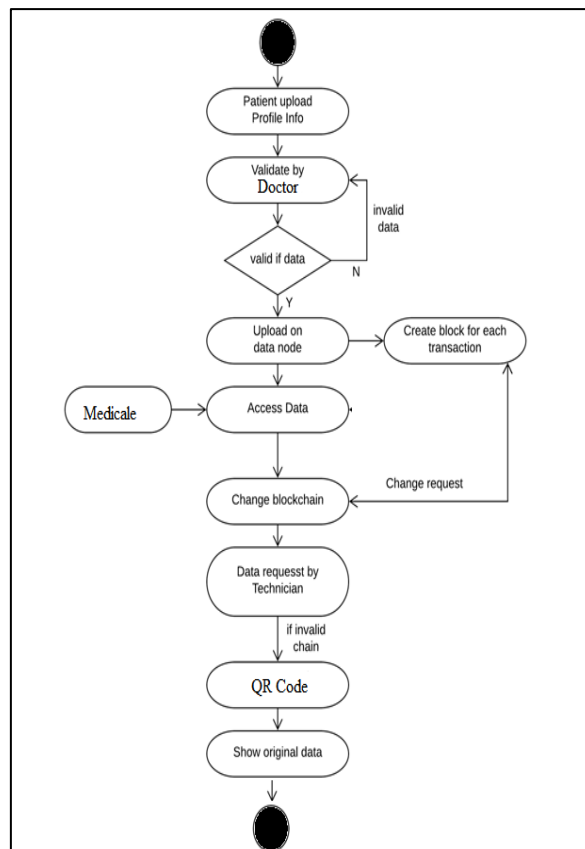 Patient upload
Profile Info
Validate by
Doctor
invalid
data
valid if data
N
Y
Upload on
data node
Create block for each
transaction
Medicale
Access Data
Change request
Change blockchain
Data requesst by
Technician
if invalid
chain
QR Code
Show original data